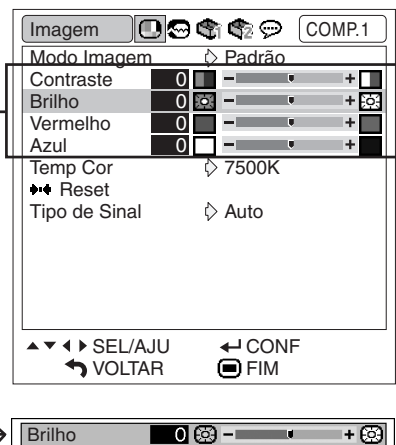 Imagem COMP.1
Modo Imagem Padrão
Contraste 0 - +
Brilho 0 - +
Vermelho 0 - +
Azul 0 - +
Temp Cor 7500K
Reset
Tipo de Sinal Auto
SEL/AJU CONF
VOLTAR FIM
Brilho 0 - +